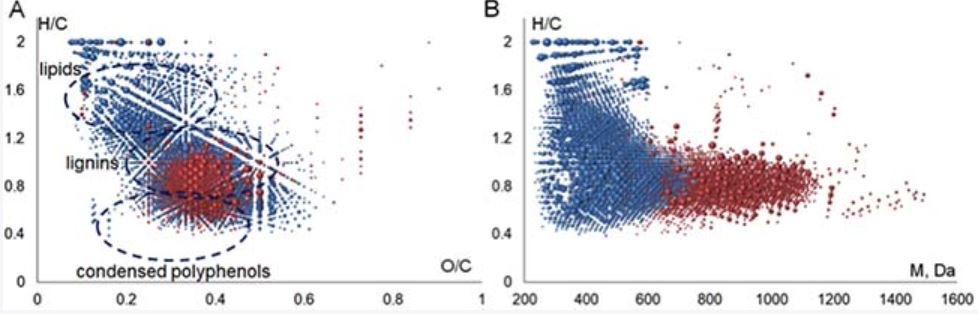 A
H/C
2
lipids
1.6
1.2
lignins
0.8
0.4
condensed polyphenols
O/C
0
0 0.2 0.4 0.6 0.8 1
B
H/C
2
1.6
1.2
0.8
0.4
M, Da
0
200 400 600 800 1000 1200 1400 1600